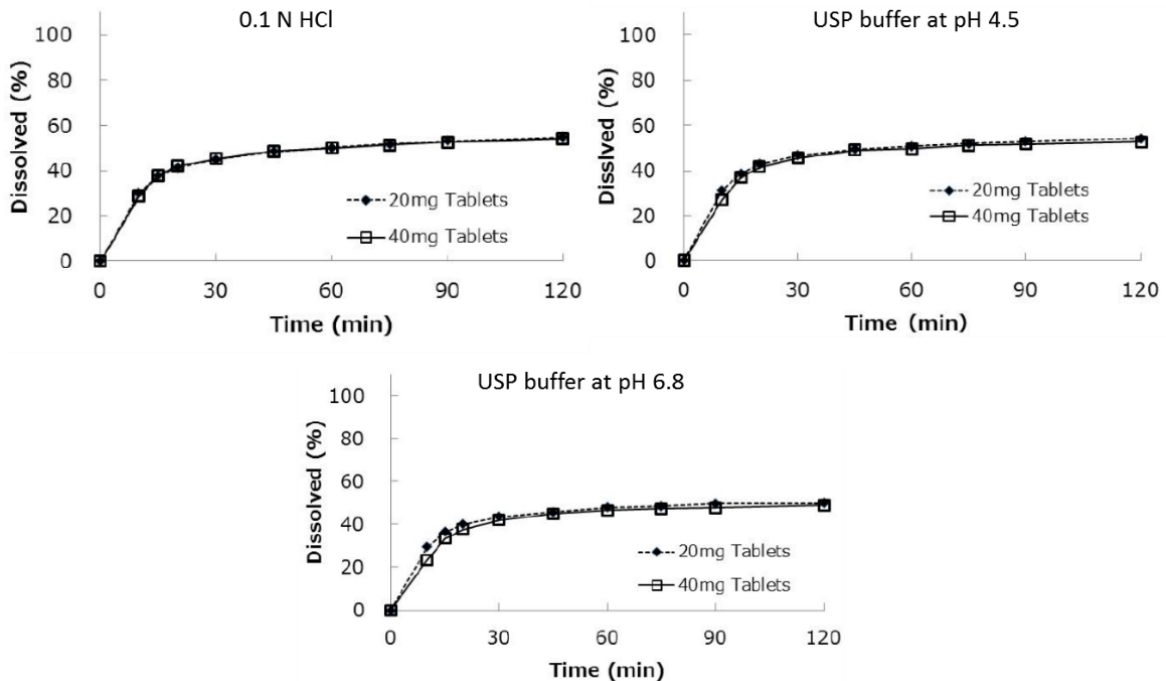 0.1 N HCl
100
80
60
40
20
0
Dissolved (%)
20mg Tablets
40mg Tablets
0 30 60 90 120
Time (min)
USP buffer at pH 4.5
100
80
60
40
20
0
Disslved (%)
20mg Tablets
40mg Tablets
0 30 60 90 120
Time (min)
USP buffer at pH 6.8
100
80
60
40
20
0
Dissolved (%)
20mg Tablets
40mg Tablets
0 30 60 90 120
Time (min)